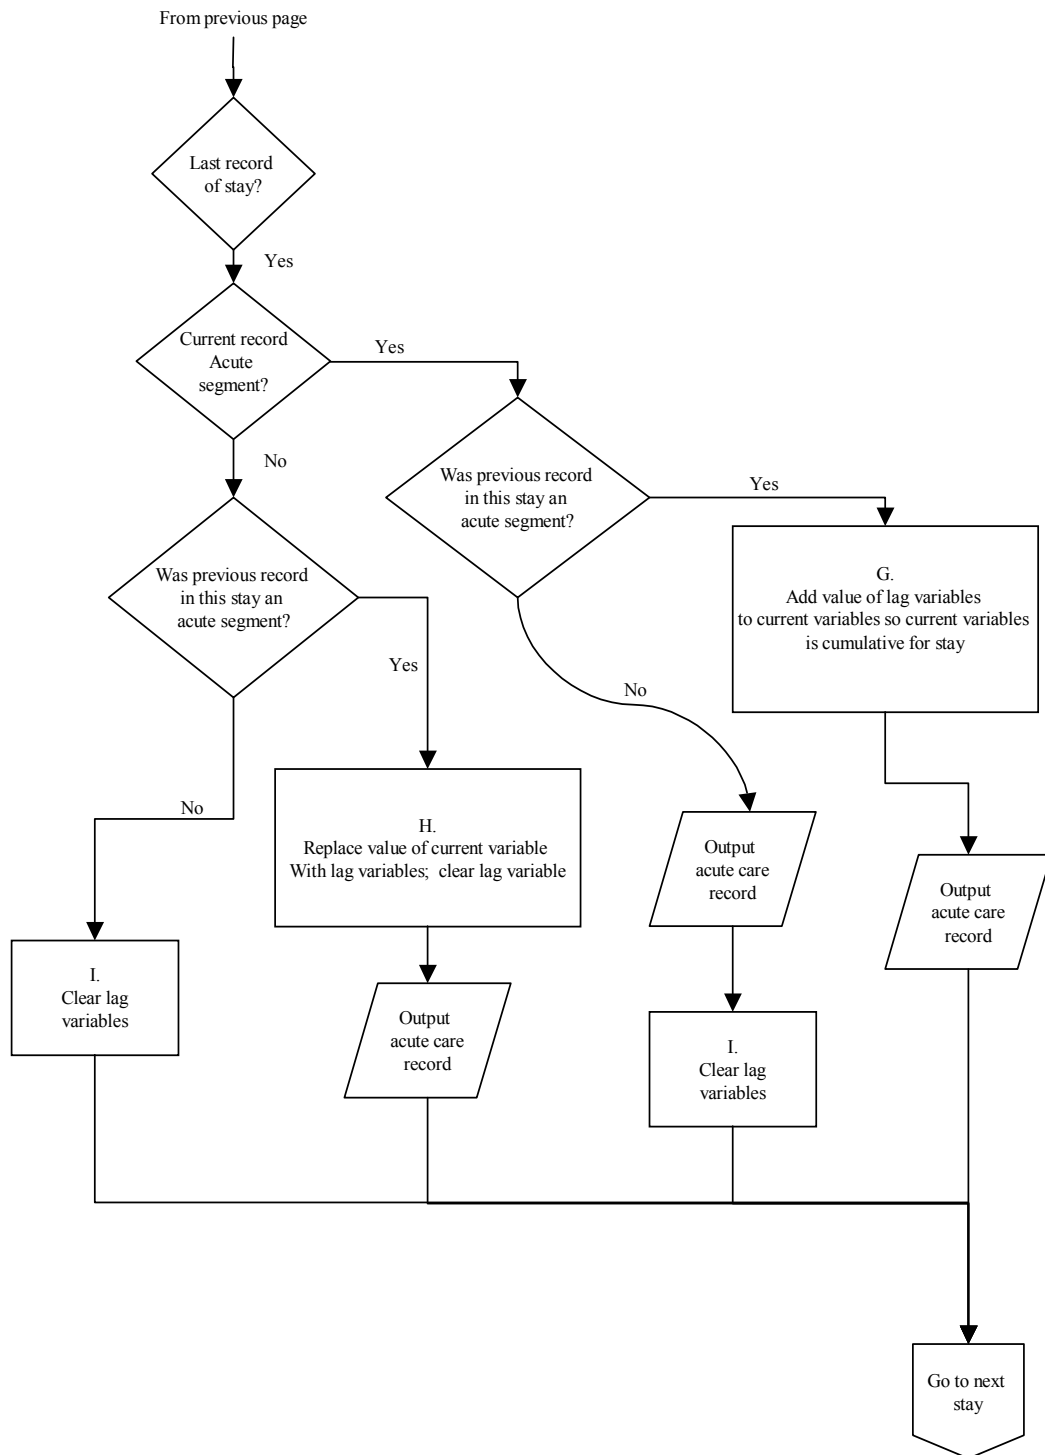 From previous page
Last record
of stay?
Yes
Current record
Acute
segment?
Yes
No
Was previous record
in this stay an
acute segment?
Yes
Was previous record
in this stay an
acute segment?
G.
Add value of lag variables
to current variables so current variables
is cumulative for stay
Yes
No
No
H.
Replace value of current variable
With lag variables;  clear lag variable
Output
acute care
record
Output
acute care
record
I.
Clear lag
variables
Output
acute care
record
I.
Clear lag
variables
Go to next
stay